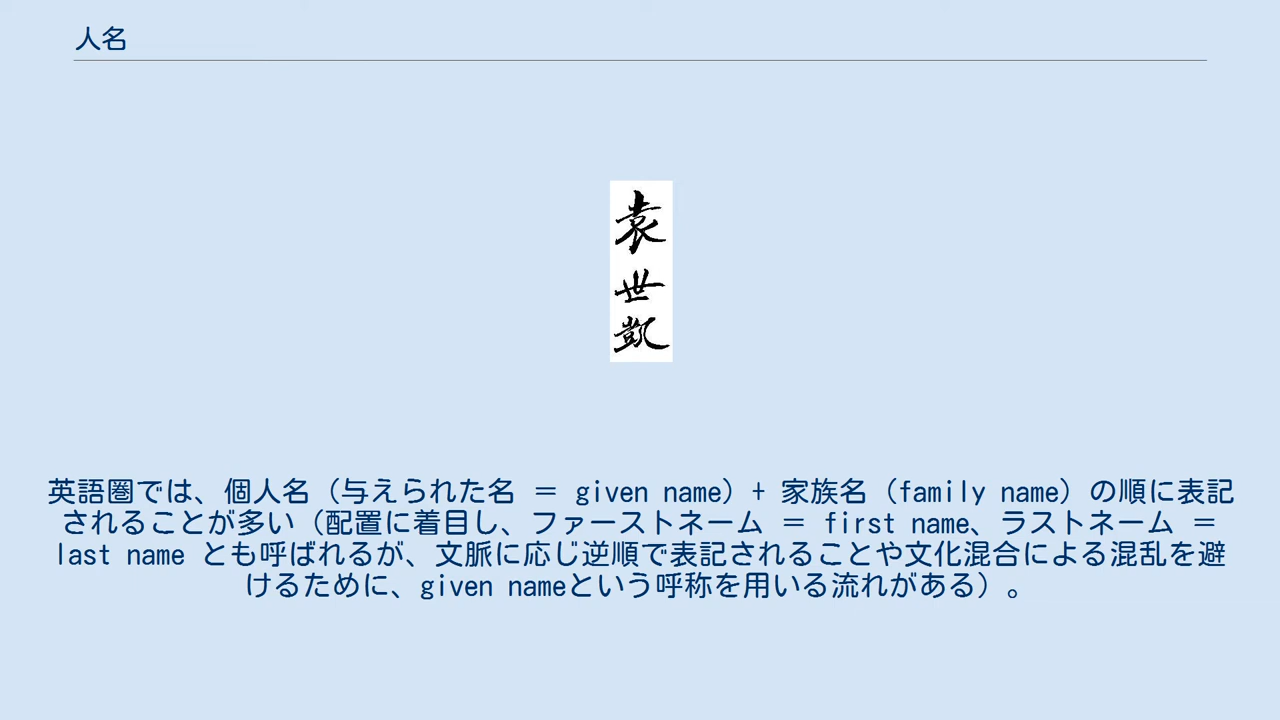 人名
袁世凱
英語圏では、個人名（与えられた名 ＝ given name）+ 家族名（family name）の順に表記
されることが多い（配置に着目し、ファーストネーム ＝ first name、ラストネーム ＝
last name とも呼ばれるが、文脈に応じ逆順で表記されることや文化混合による混乱を避
けるために、given nameという呼称を用いる流れがある）。